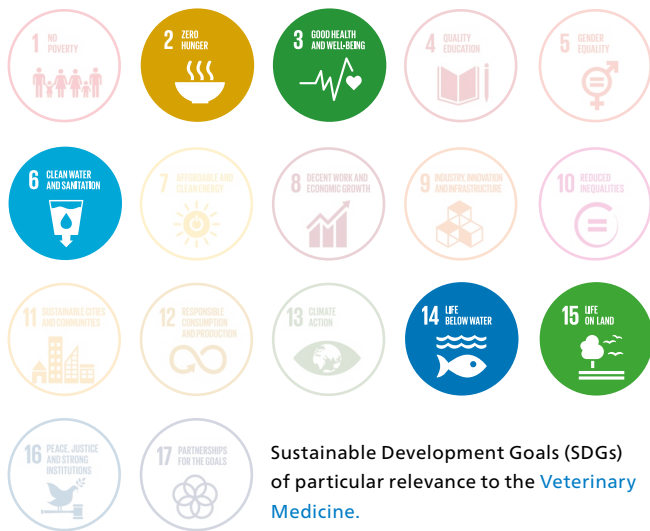 1 NO POVERTY
2 ZERO HUNGER
3 GOOD HEALTH AND WELL-BEING
4 QUALITY EDUCATION
5 GENDER EQUALITY
6 CLEAN WATER AND SANITATION
7 AFFORDABLE AND CLEAN ENERGY
8 DECENT WORK AND ECONOMIC GROWTH
9 INDUSTRY, INNOVATION AND INFRASTRUCTURE
10 REDUCED INEQUALITIES
11 SUSTAINABLE CITIES AND COMMUNITIES
12 RESPONSIBLE CONSUMPTION AND PRODUCTION
13 CLIMATE ACTION
14 LIFE BELOW WATER
15 LIFE ON LAND
16 PEACE, JUSTICE AND STRONG INSTITUTIONS
17 PARTNERSHIPS FOR THE GOALS
Sustainable Development Goals (SDGs)
of particular relevance to the Veterinary
Medicine.